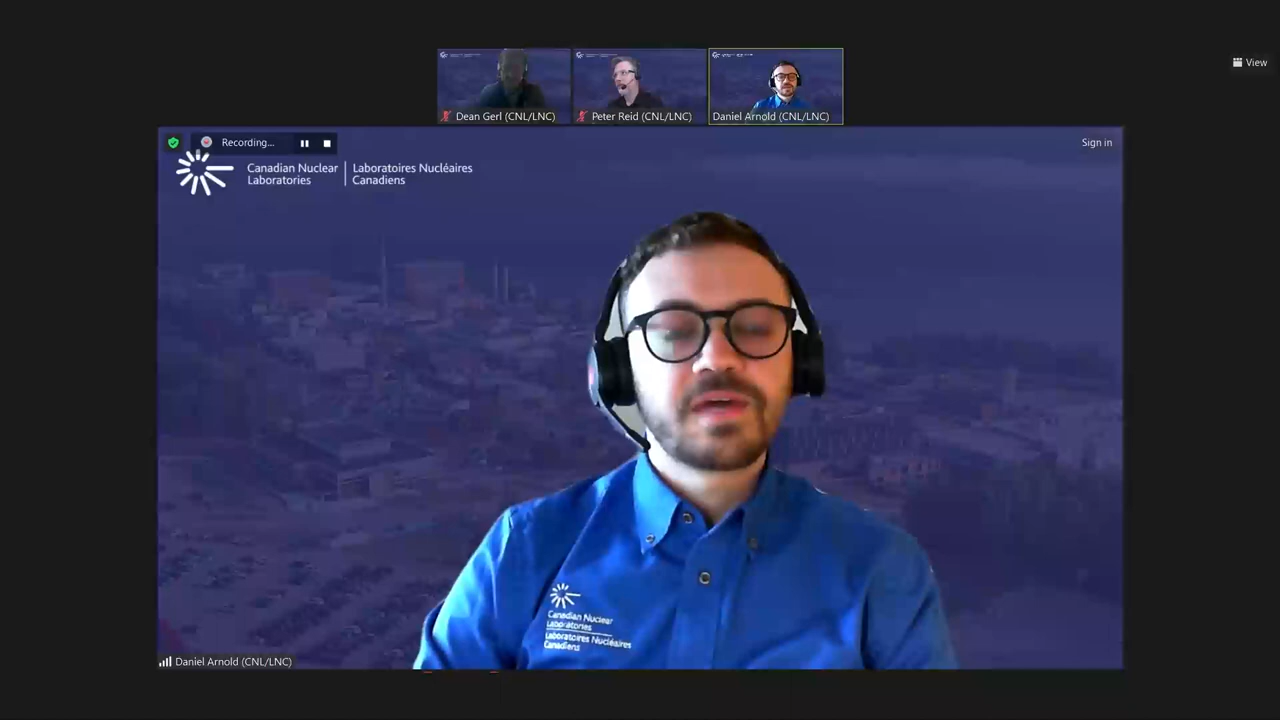 View
Dean Gerl (CNL/LNC)
Peter Reid (CNL/LNC)
Daniel Arnold (CNL/LNC)
Recording...
Sign in
Canadian Nuclear
Laboratories
Laboratoires Nucléaires
Canadiens
Canadian Nuclear
Laboratories
Laboratoires Nucléaires
Canadiens
Daniel Arnold (CNL/LNC)